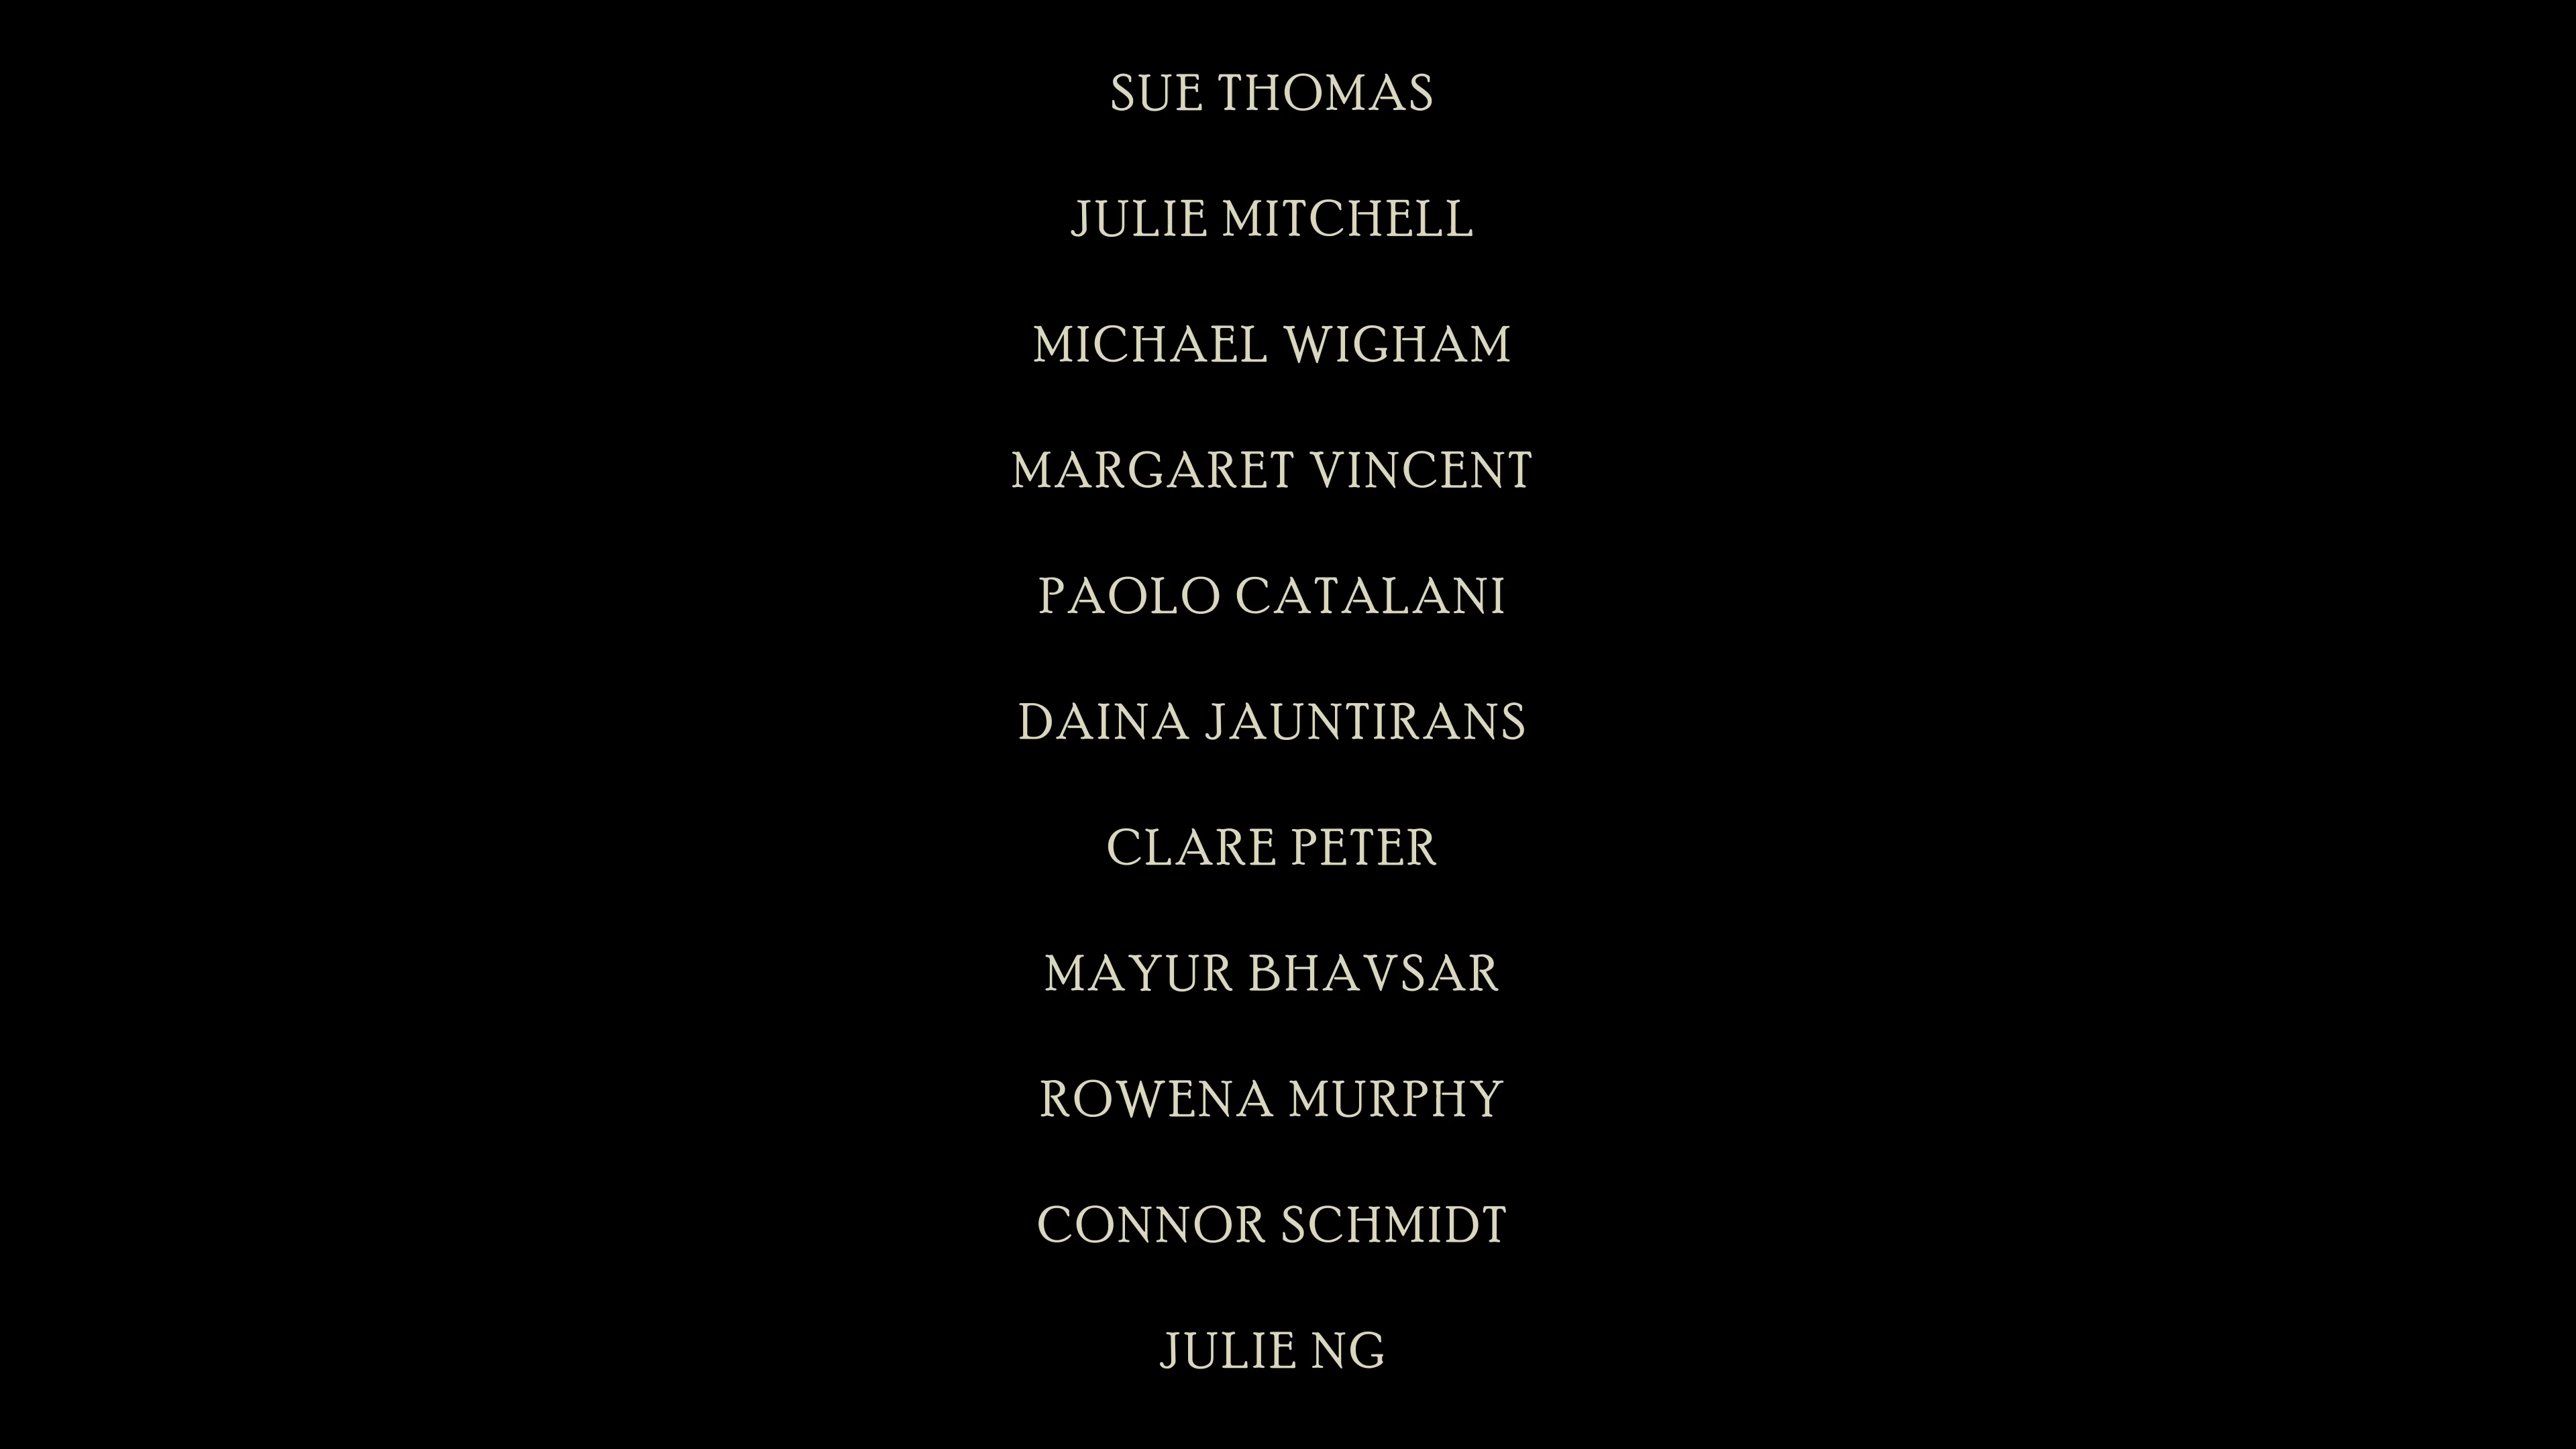 SUE THOMAS
JULIE MITCHELL
MICHAEL WIGHAM
MARGARET VINCENT
PAOLO CATALANI
DAINA JAUNTIRANS
CLARE PETER
MAYUR BHAVSAR
ROWENA MURPHY
CONNOR SCHMIDT
JULIE NG